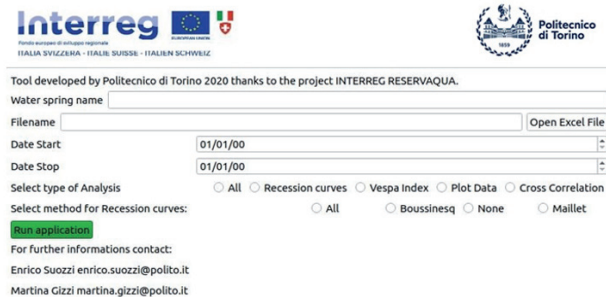 Interreg
Fondo europeo di sviluppo regionale
EUROPEAN UNION
ITALIA SVIZZERA - ITALIE SUISSE - ITALIEN SCHWEIZ
1859
Politecnico
di Torino
Tool developed by Politecnico di Torino 2020 thanks to the project INTERREG RESERVAQUA.
Water spring name
Filename Open Excel File
Date Start 01/01/00
Date Stop 01/01/00
Select type of Analysis All Recession curves Vespa Index Plot Data Cross Correlation
Select method for Recession curves: All Boussinesq None Maillet
Run application
For further informations contact:
Enrico Suozzi enrico.suozzi@polito.it
Martina Gizzi martina.gizzi@polito.it